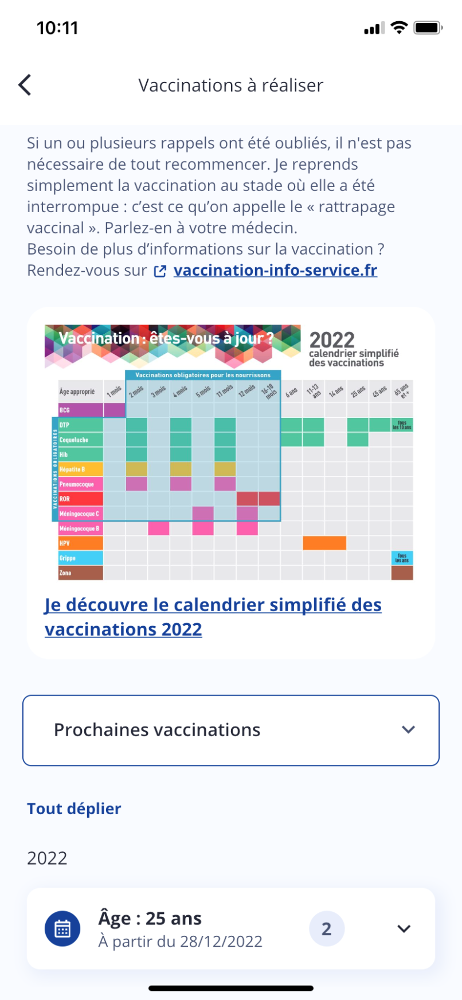 10:11
Vaccinations à réaliser
Si un ou plusieurs rappels ont été oubliés, il n'est pas
nécessaire de tout recommencer. Je reprends
simplement la vaccination au stade où elle a été
interrompue : c’est ce qu’on appelle le « rattrapage
vaccinal ». Parlez-en à votre médecin.
Besoin de plus d’informations sur la vaccination ?
Rendez-vous sur vaccination-info-service.fr
Vaccination : êtes-vous à jour ?
2022
calendrier simplifié
des vaccinations
Vaccinations obligatoires pour les nourrissons
Âge approprié 1 mois 2 mois 3 mois 4 mois 5 mois 11 mois 12 mois 16-18 mois 6 ans 11-13 ans 14 ans 25 ans 45 ans 65 ans et +
VACCINATIONS OBLIGATOIRES
BCG
DTP Tous les 10 ans
Coqueluche
Hib
Hépatite B
Pneumocoque
ROR
Méningocoque C
Méningocoque B
HPV
Grippe Tous les ans
Zona
Je découvre le calendrier simplifié des
vaccinations 2022
Prochaines vaccinations
Tout déplier
2022
Âge : 25 ans
À partir du 28/12/2022
2